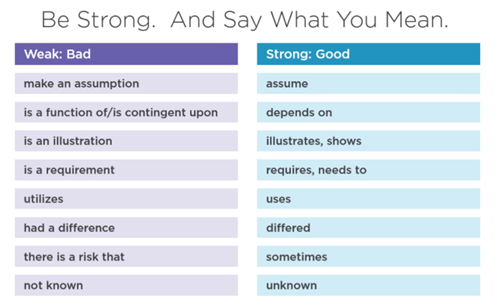 Be Strong. And Say What You Mean.
Weak: Bad
Strong: Good
make an assumption
assume
is a function of/is contingent upon
depends on
is an illustration
illustrates, shows
is a requirement
requires, needs to
utilizes
uses
had a difference
differed
there is a risk that
sometimes
not known
unknown